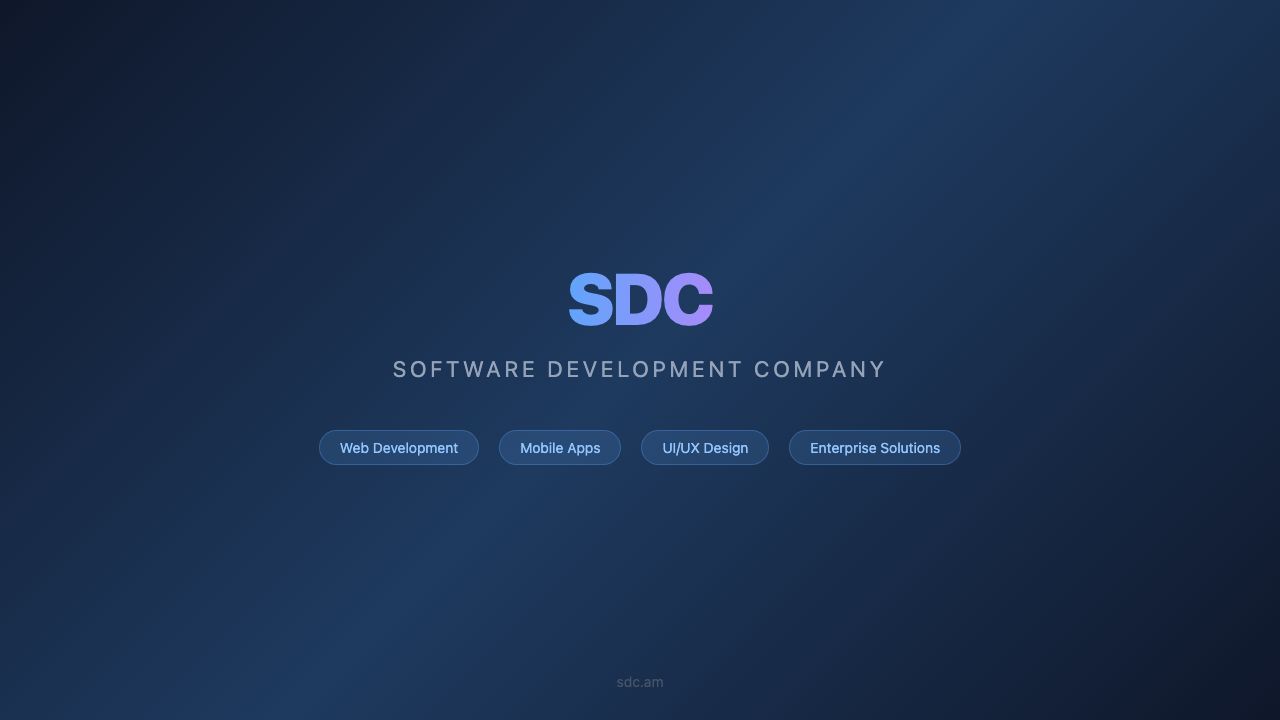 SDC
SOFTWARE DEVELOPMENT COMPANY
Web Development Mobile Apps UI/UX Design Enterprise Solutions
sdc.am